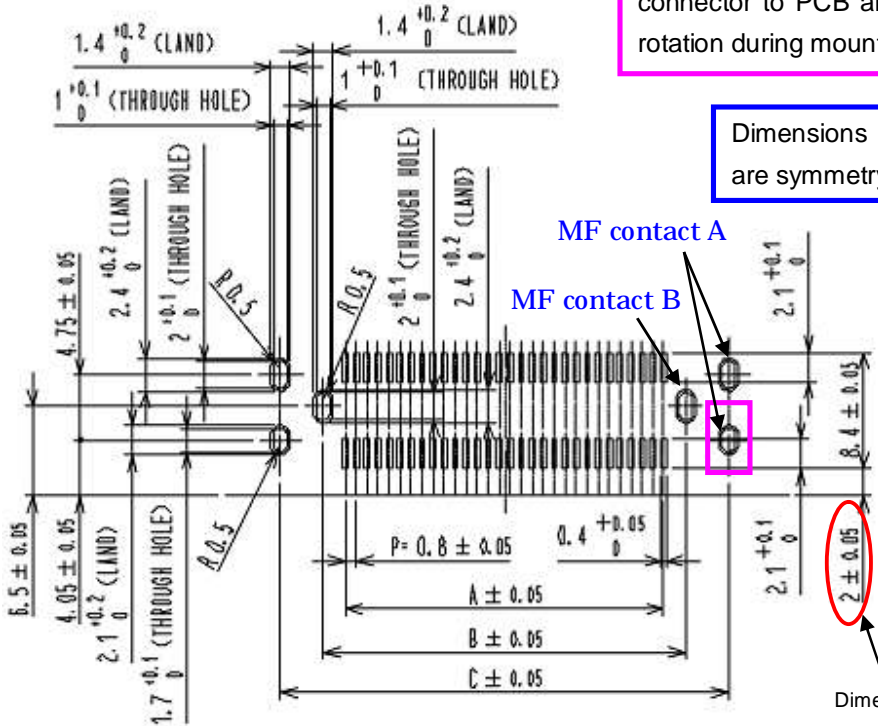 connector to PCB a
rotation during moun
Dimensions
are symmetry
1.4 +0.2 0 (LAND)
1.4 +0.2 0 (LAND)
1 +0.1 0 (THROUGH HOLE)
1 +0.1 0 (THROUGH HOLE)
4.75 ± 0.05
2.4 +0.2 0 (LAND)
2 +0.1 0 (THROUGH HOLE)
R0.5
R0.5
2 +0.1 0 (THROUGH HOLE)
2.4 +0.2 0 (LAND)
MF contact A
MF contact B
2.1 +0.1 0
8.4 ± 0.03
6.5 ± 0.05
4.05 ± 0.05
2.1 +0.2 0 (LAND)
1.7 +0.1 0 (THROUGH HOLE)
R0.5
P= 0.8 ± 0.05
0.4 +0.05 0
2.1 +0.1 0
2 ± 0.05
A ± 0.05
B ± 0.05
C ± 0.05
Dime